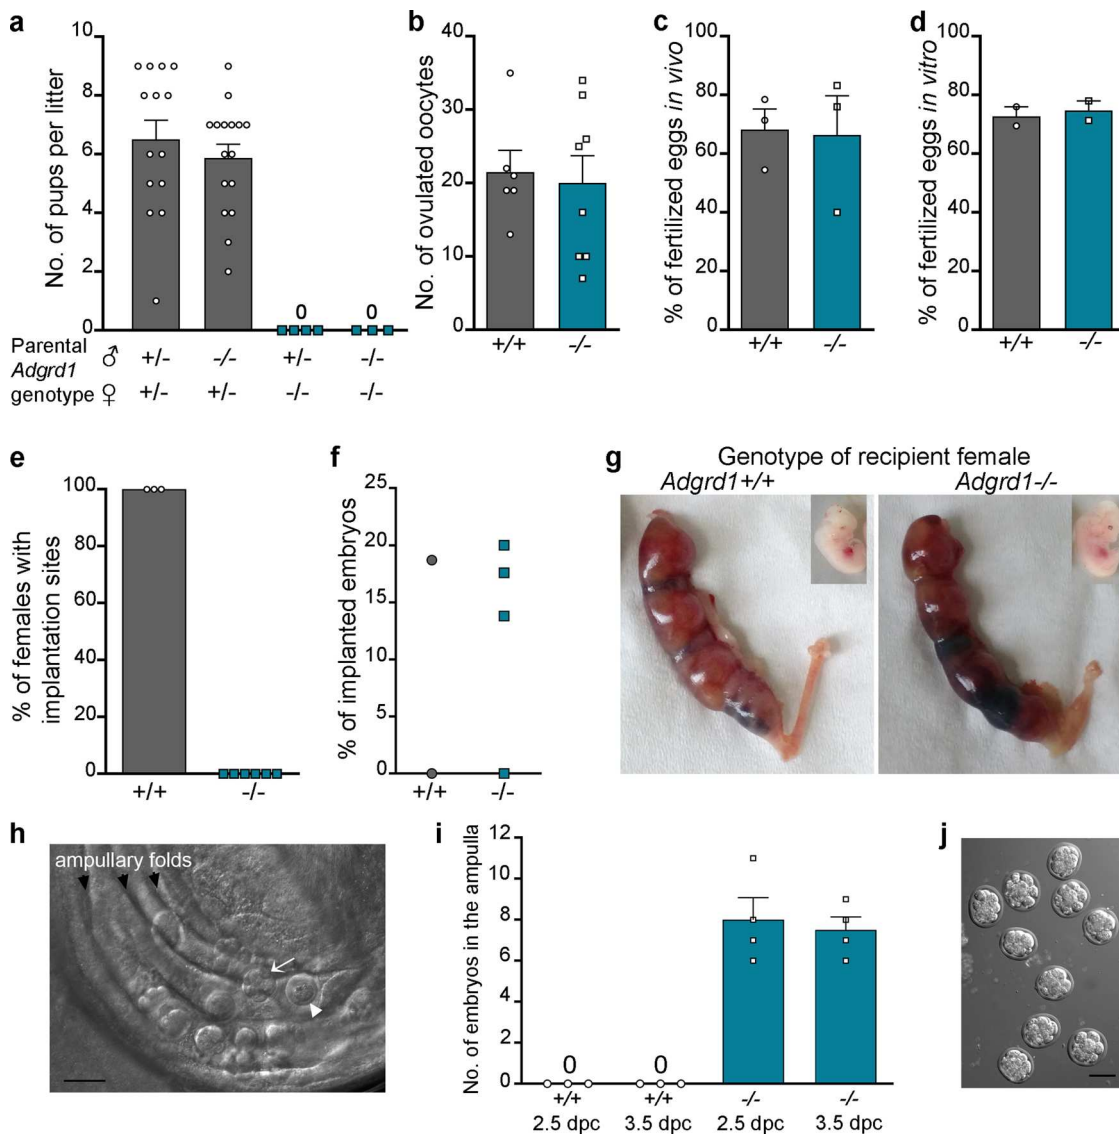 a
No. of pups per litter
10
8
6
4
2
0
0 0
Parental ♂ +/- -/- +/- -/-
Adgrd1
genotype ♀ +/- +/- -/- -/-
b
No. of ovulated oocytes
40
30
20
10
0
+/+ -/-
c
% of fertilized eggs in vivo
100
80
60
40
20
0
+/+ -/-
d
% of fertilized eggs in vitro
100
80
60
40
20
0
+/+ -/-
e
% of females with
implantation sites
100
80
60
40
20
0
+/+ -/-
f
% of implanted embryos
25
20
15
10
5
0
+/+ -/-
g
Genotype of recipient female
Adgrd1+/+ Adgrd1-/-
h
ampullary folds
i
No. of embryos in the ampulla
12
10
8
6
4
2
0
0 0
+/+ +/+ -/- -/-
2.5 dpc 3.5 dpc 2.5 dpc 3.5 dpc
j